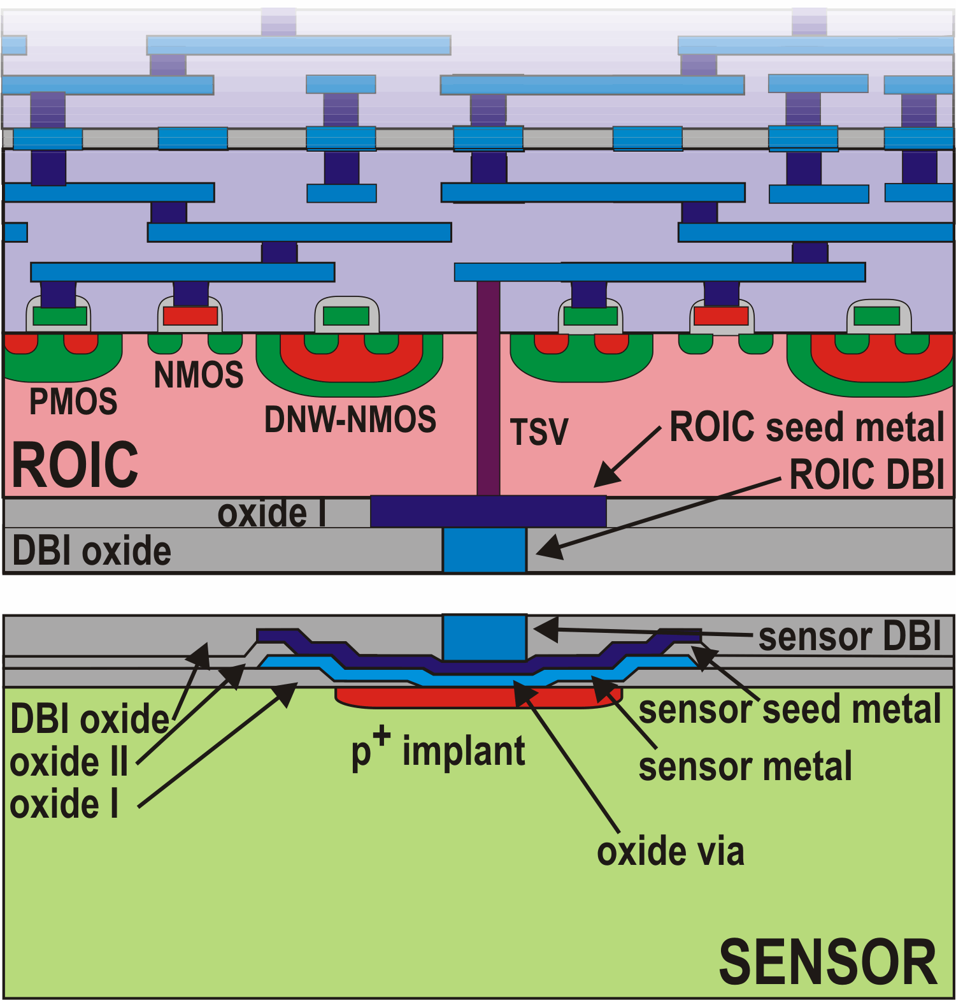 NMOS
PMOS
DNW-NMOS
TSV
ROIC seed metal
ROIC
ROIC DBI
oxide I
DBI oxide
sensor DBI
DBI oxide
sensor seed metal
p+ implant
oxide II
sensor metal
oxide I
oxide via
SENSOR